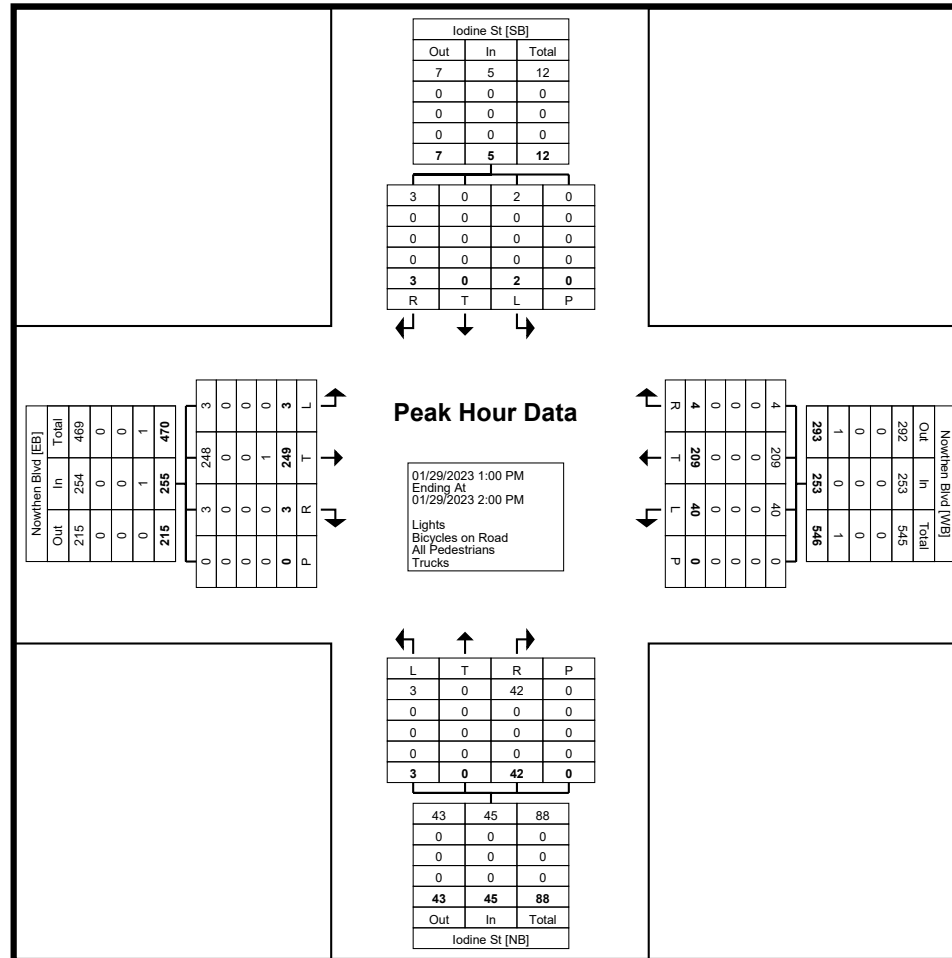 Iodine St [SB]
Out In Total
7 5 12
0 0 0
0 0 0
0 0 0
7 5 12
3 0 2 0
0 0 0 0
0 0 0 0
0 0 0 0
3 0 2 0
R T L P
Nowthen Blvd [EB]
Total In Out
469 254 215
0 0 0
0 0 0
1 1 0
470 255 215
3 248 3 0
0 0 0 0
0 0 0 0
0 1 0 0
3 249 3 0
L T R P
Peak Hour Data
01/29/2023 1:00 PM
Ending At
01/29/2023 2:00 PM
Lights
Bicycles on Road
All Pedestrians
Trucks
R T L P
4 209 40 0
0 0 0 0
0 0 0 0
0 0 0 0
4 209 40 0
Nowthen Blvd [WB]
Out In Total
292 253 545
0 0 0
0 0 0
1 0 1
293 253 546
L T R P
3 0 42 0
0 0 0 0
0 0 0 0
0 0 0 0
3 0 42 0
43 45 88
0 0 0
0 0 0
0 0 0
43 45 88
Out In Total
Iodine St [NB]